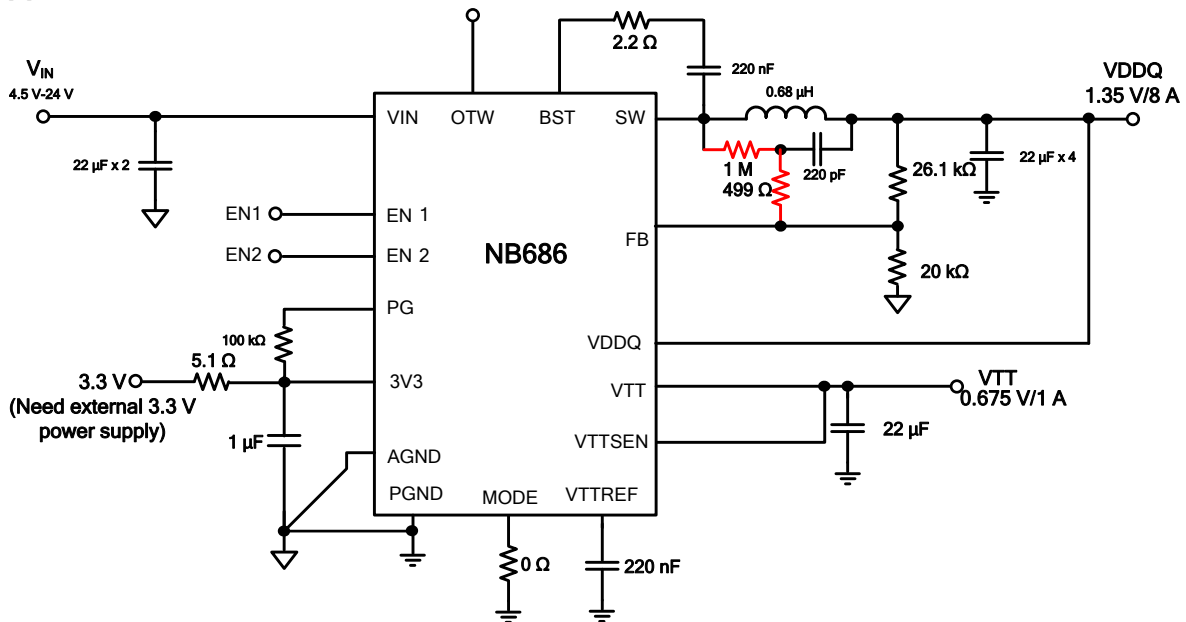 2.2 Ω
V_IN
4.5 V-24 V
220 nF
0.68 µH
VDDQ
1.35 V/8 A
VIN
OTW
BST
SW
22 µF x 2
1 M
499 Ω
220 pF
26.1 kΩ
22 µF x 4
EN1
EN 1
EN2
EN 2
FB
NB686
20 kΩ
PG
100 kΩ
VDDQ
5.1 Ω
3.3 V
(Need external 3.3 V
power supply)
3V3
VTT
VTT
0.675 V/1 A
1 µF
VTTSEN
22 µF
AGND
PGND
MODE
VTTREF
0 Ω
220 nF